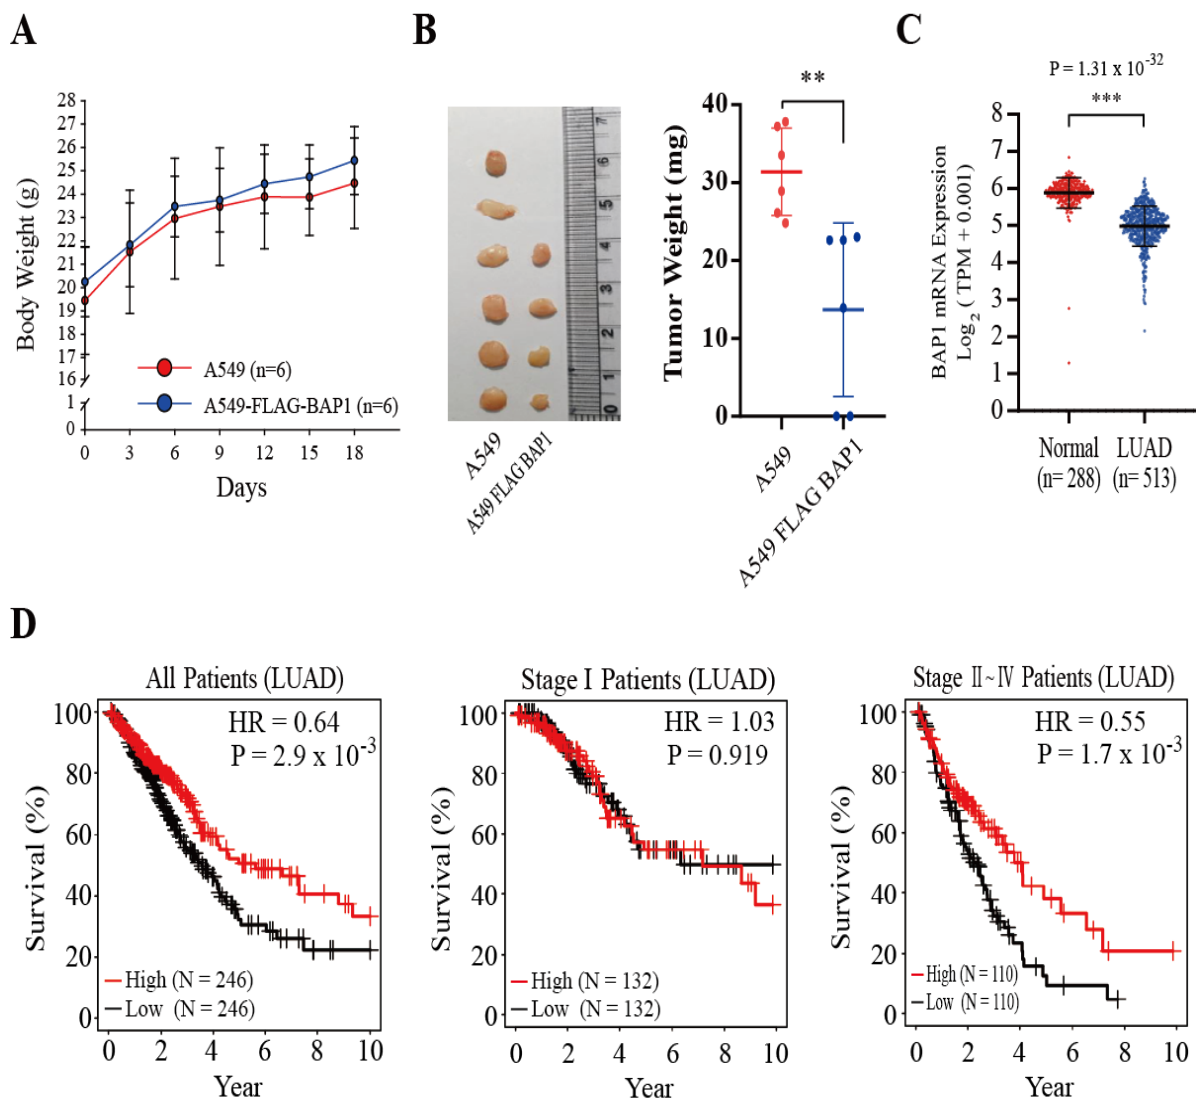 A
B
C
28
27
26
25
24
23
22
21
20
19
18
17
16
1
0
Body Weight (g)
A549 (n=6)
A549-FLAG-BAP1 (n=6)
0 3 6 9 12 15 18
Days
7
6
5
4
3
2
1
0
A549
A549 FLAG BAP1
**
40
30
20
10
0
Tumor Weight (mg)
A549
A549 FLAG BAP1
P = 1.31 x 10-32
***
8
7
6
5
4
3
2
1
0
BAP1 mRNA Expression
Log2 ( TPM + 0.001)
Normal LUAD
(n= 288) (n= 513)
D
All Patients (LUAD)
HR = 0.64
P = 2.9 x 10-3
100
80
60
40
20
0
Survival (%)
High (N = 246)
Low (N = 246)
0 2 4 6 8 10
Year
Stage I Patients (LUAD)
HR = 1.03
P = 0.919
100
80
60
40
20
0
Survival (%)
High (N = 132)
Low (N = 132)
0 2 4 6 8 10
Year
Stage Ⅱ~Ⅳ Patients (LUAD)
HR = 0.55
P = 1.7 x 10-3
100
80
60
40
20
0
Survival (%)
High (N = 110)
Low (N = 110)
0 2 4 6 8 10
Year